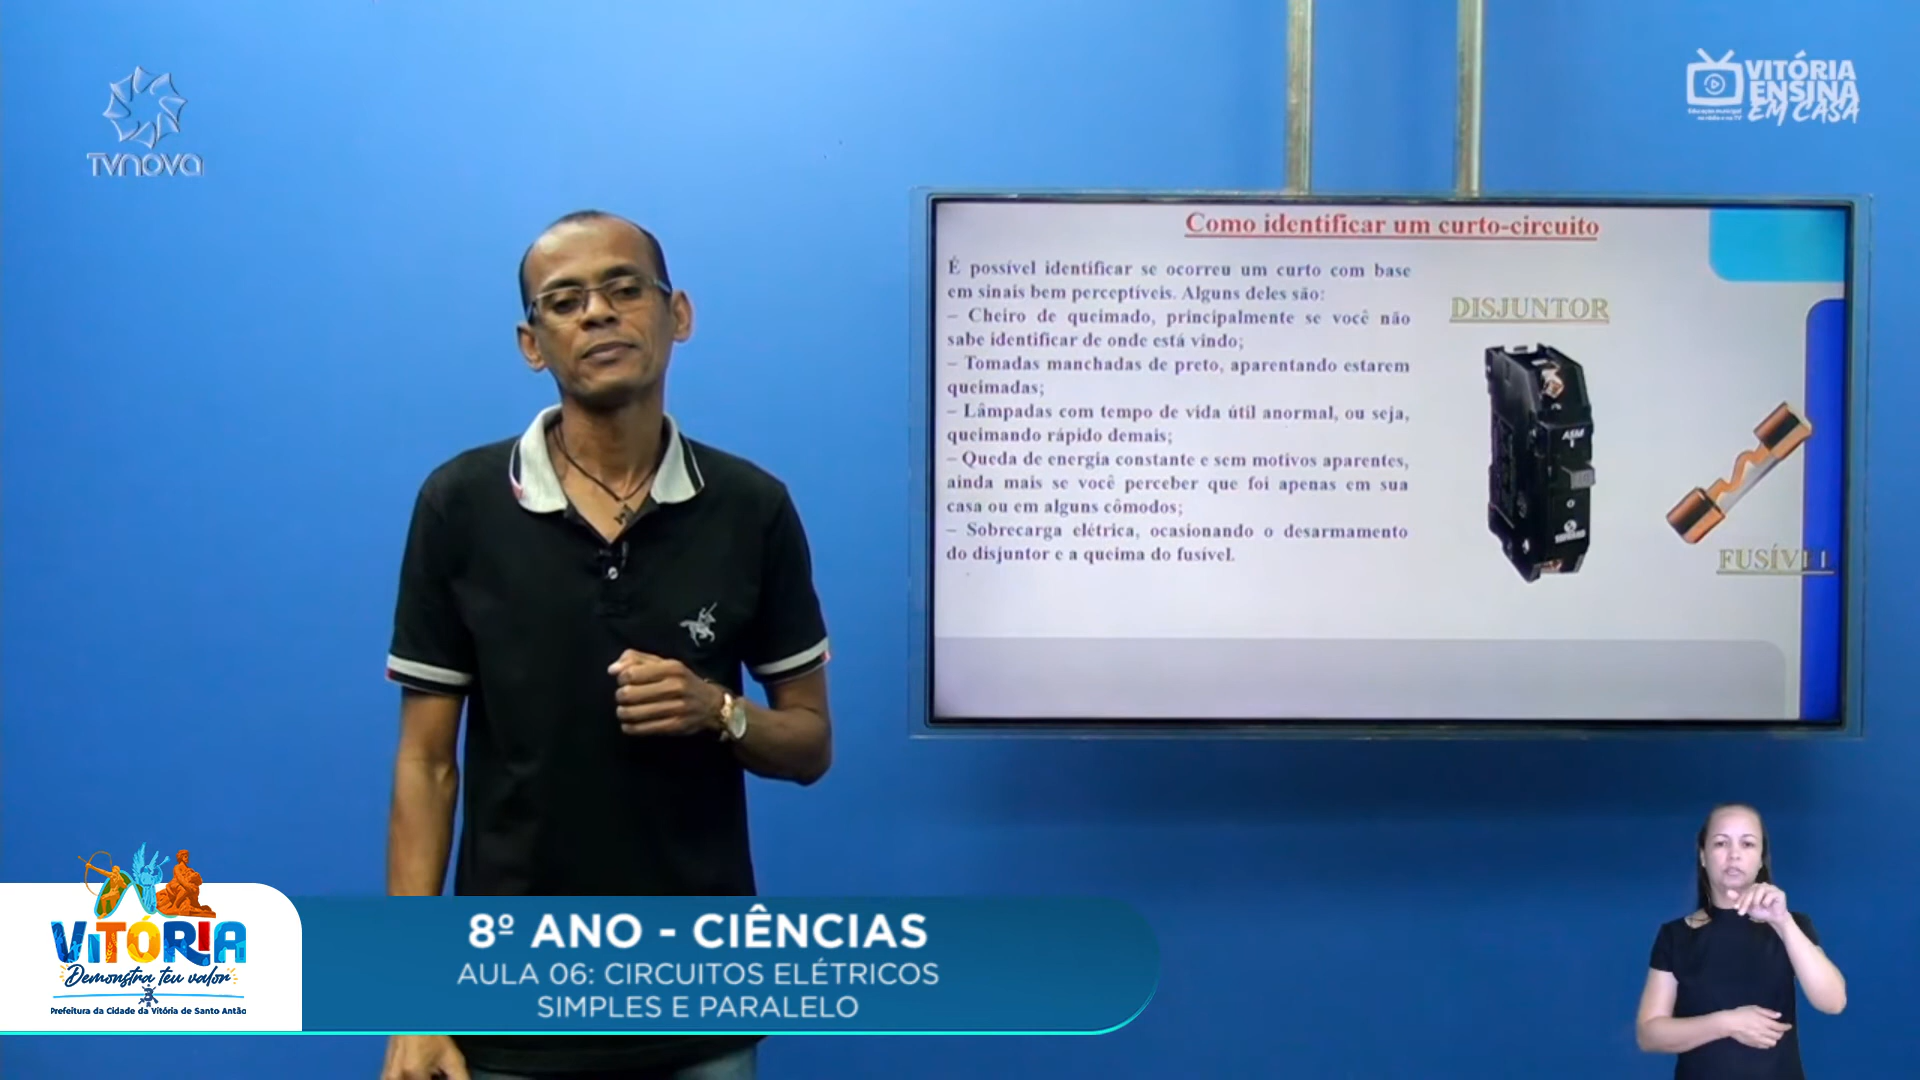 TVNOVA
VITÓRIA
ENSINA
EM CASA
Como identificar um curto-circuito
É possível identificar se ocorreu um curto com base
em sinais bem perceptíveis. Alguns deles são:
– Cheiro de queimado, principalmente se você não
sabe identificar de onde está vindo;
– Tomadas manchadas de preto, aparentando estarem
queimadas;
– Lâmpadas com tempo de vida útil anormal, ou seja,
queimando rápido demais;
– Queda de energia constante e sem motivos aparentes,
ainda mais se você perceber que foi apenas em sua
casa ou em alguns cômodos;
– Sobrecarga elétrica, ocasionando o desarmamento
do disjuntor e a queima do fusível.
DISJUNTOR
FUSÍVEL
8º ANO - CIÊNCIAS
AULA 06: CIRCUITOS ELÉTRICOS
SIMPLES E PARALELO
VITÓRIA
Demonstra teu valor
Prefeitura da Cidade da Vitória de Santo Antão